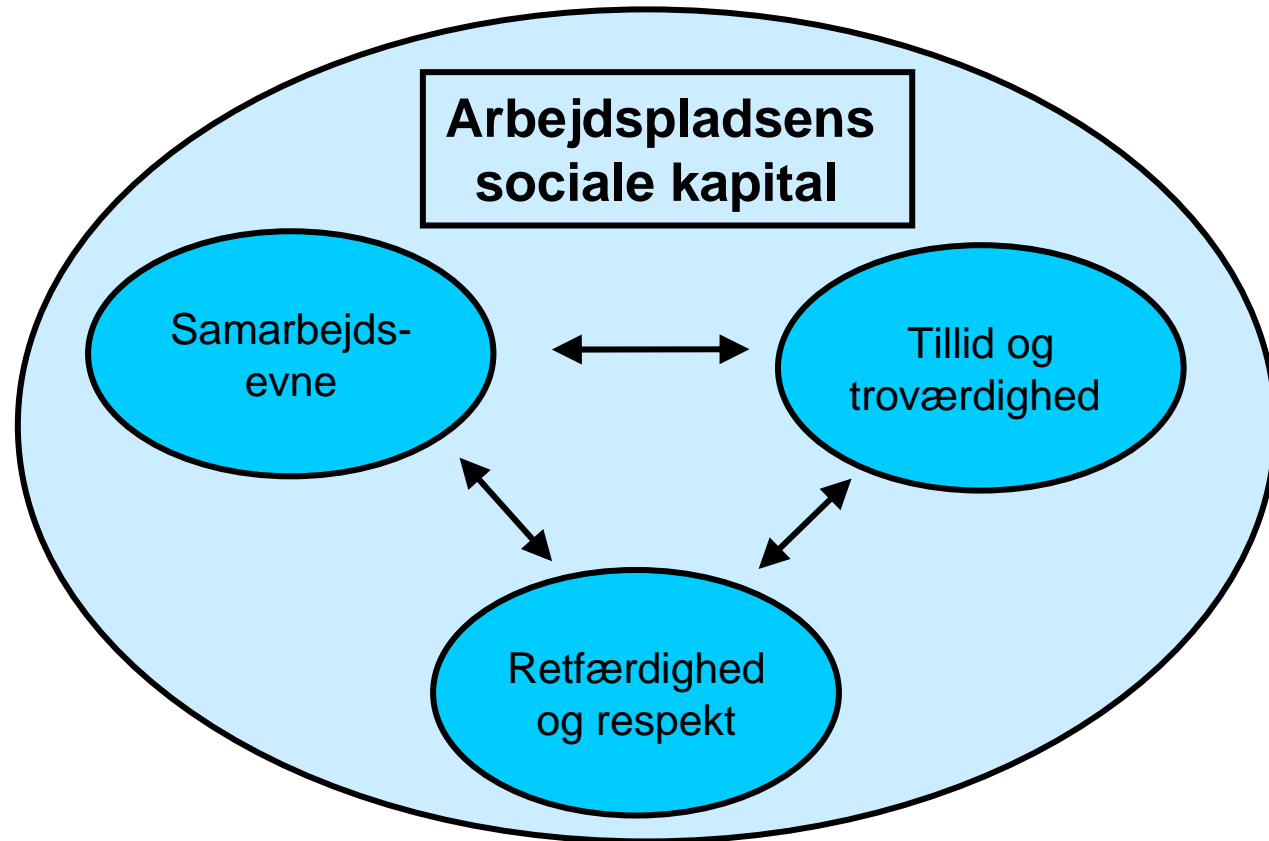 Arbejdspladsens
sociale kapital
Samarbejds-
evne
Tillid og
troværdighed
Retfærdighed
og respekt